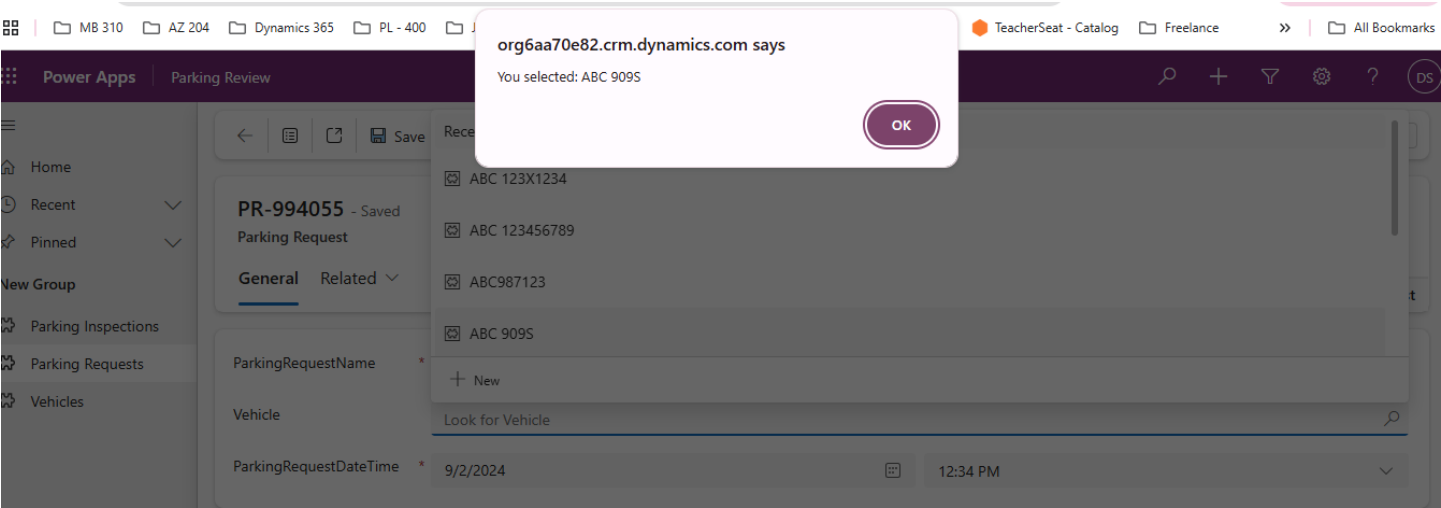 MB 310 AZ 204 Dynamics 365 PL - 400 TeacherSeat - Catalog Freelance » All Bookmarks
org6aa70e82.crm.dynamics.com says
You selected: ABC 909S
OK
Power Apps Parking Review DS
Save
Home
Recent
Pinned
New Group
Parking Inspections
Parking Requests
Vehicles
PR-994055 - Saved
Parking Request
General Related
ABC 123X1234
ABC 123456789
ABC987123
ABC 909S
+ New
ParkingRequestName *
Vehicle Look for Vehicle
ParkingRequestDateTime * 9/2/2024 12:34 PM